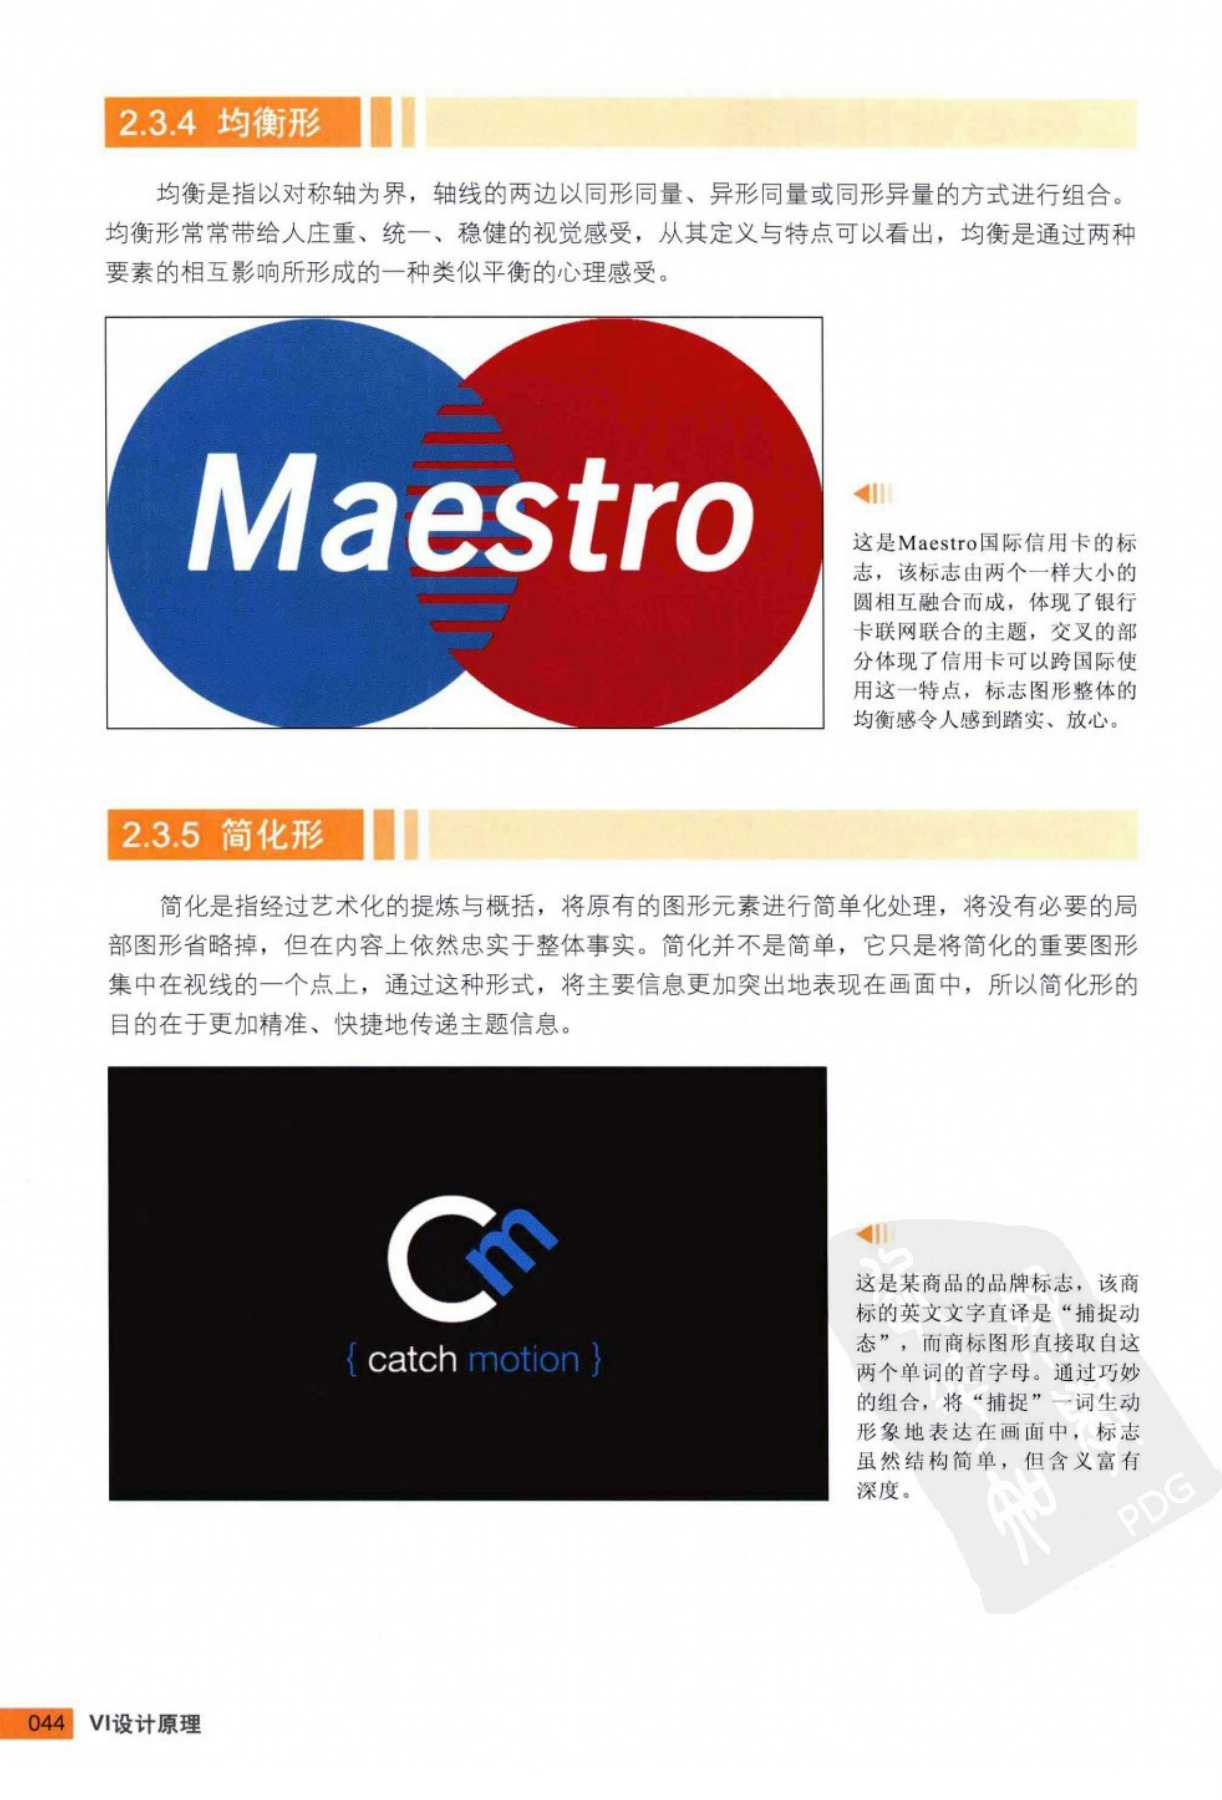 2.3.4 均衡形
均衡是指以对称轴为界，轴线的两边以同形同量、异形同量或同形异量的方式进行组合。
均衡形常常带给人庄重、统一、稳健的视觉感受，从其定义与特点可以看出，均衡是通过两种
要素的相互影响所形成的一种类似平衡的心理感受。
Maestro
这是Maestro国际信用卡的标
志，该标志由两个一样大小的
圆相互融合而成，体现了银行
卡联网联合的主题，交叉的部
分体现了信用卡可以跨国际使
用这一特点，标志图形整体的
均衡感令人感到踏实、放心。
2.3.5 简化形
简化是指经过艺术化的提炼与概括，将原有的图形元素进行简单化处理，将没有必要的局
部图形省略掉，但在内容上依然忠实于整体事实。简化并不是简单，它只是将简化的重要图形
集中在视线的一个点上，通过这种形式，将主要信息更加突出地表现在画面中，所以简化形的
目的在于更加精准、快捷地传递主题信息。
Cm
{ catch motion }
这是某商品的品牌标志，该商
标的英文文字直译是“捕捉动
态”，而商标图形直接取自这
两个单词的首字母。通过巧妙
的组合，将“捕捉”一词生动
形象地表达在画面中，标志
虽然结构简单，但含义富有
深度。
PDG
044 VI设计原理